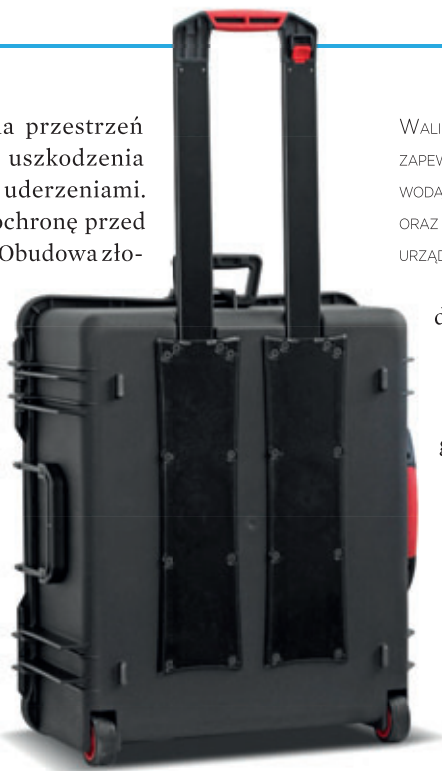 a przestrzeń
uszkodzenia
uderzeniami.
ochronę przed
Obudowa zło-
WALI
ZAPEW
WODA
ORAZ
URZĄD
d
g